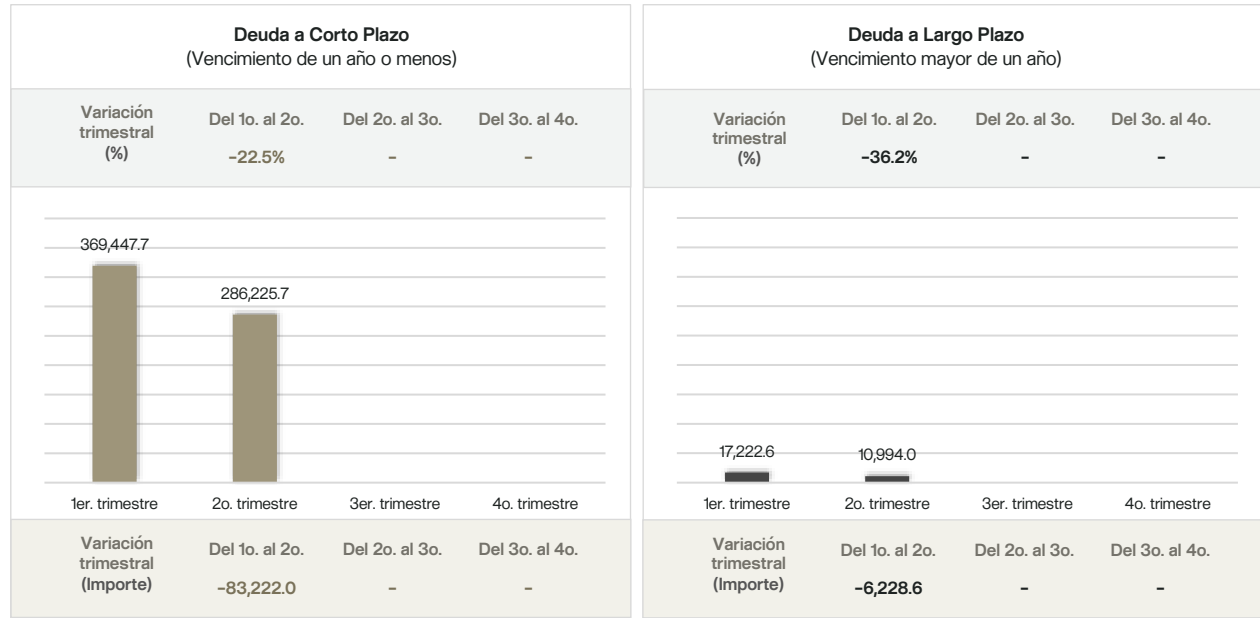 Deuda a Corto Plazo
(Vencimiento de un año o menos)
Variación trimestral (%)
Del 1o. al 2o. Del 2o. al 3o. Del 3o. al 4o.
-22.5% - -
369,447.7
286,225.7
1er. trimestre 2o. trimestre 3er. trimestre 4o. trimestre
Variación trimestral (Importe)
Del 1o. al 2o. Del 2o. al 3o. Del 3o. al 4o.
-83,222.0 - -
Deuda a Largo Plazo
(Vencimiento mayor de un año)
Variación trimestral (%)
Del 1o. al 2o. Del 2o. al 3o. Del 3o. al 4o.
-36.2% - -
17,222.6 10,994.0
1er. trimestre 2o. trimestre 3er. trimestre 4o. trimestre
Variación trimestral (Importe)
Del 1o. al 2o. Del 2o. al 3o. Del 3o. al 4o.
-6,228.6 - -